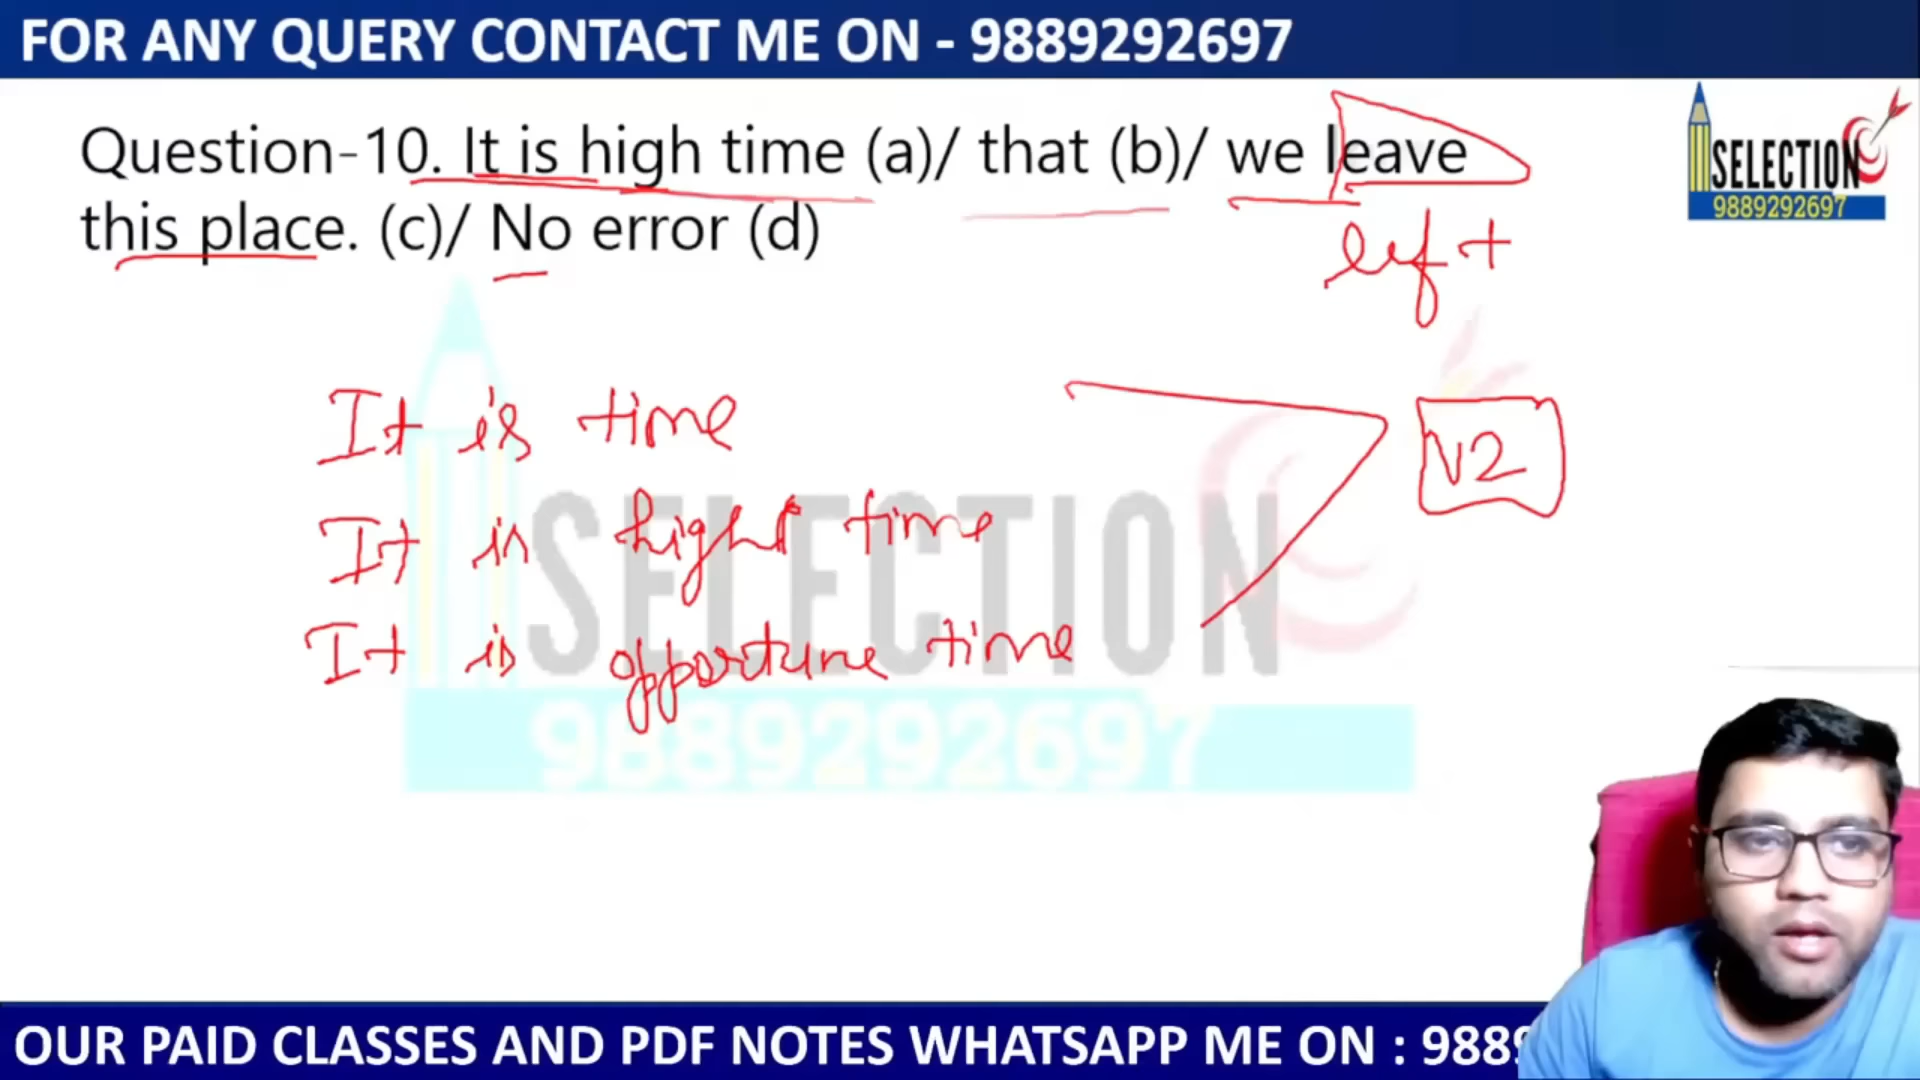 FOR ANY QUERY CONTACT ME ON - 9889292697
Question-10. It is high time (a)/ that (b)/ we leave
this place. (c)/ No error (d)
left
SELECTION
9889292697
It is time
V2
It is high time
It is opportune time
SELECTION
9889292697
OUR PAID CLASSES AND PDF NOTES WHATSAPP ME ON : 988